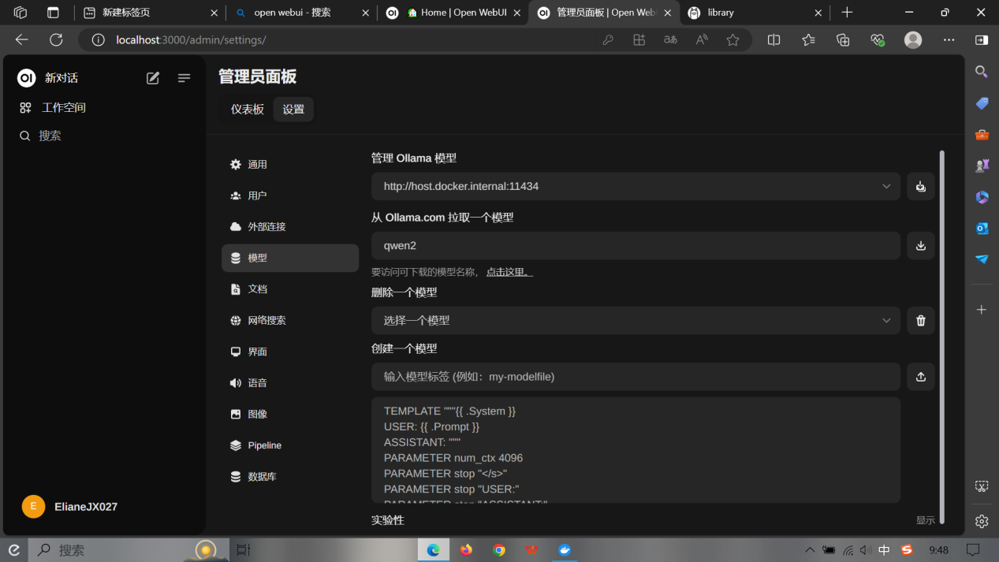 新建标签页
open webui - 搜索
Home | Open WebUI
管理员面板 | Open Web
library
localhost:3000/admin/settings/
新对话
工作空间
搜索
管理员面板
仪表板
设置
通用
用户
外部连接
模型
文档
网络搜索
界面
语音
图像
Pipeline
数据库
管理 Ollama 模型
http://host.docker.internal:11434
从 Ollama.com 拉取一个模型
qwen2
要访问可下载的模型名称，点击这里。
删除一个模型
选择一个模型
创建一个模型
输入模型标签 (例如：my-modelfile)
TEMPLATE """{{ .System }}
USER: {{ .Prompt }}
ASSISTANT: """
PARAMETER num_ctx 4096
PARAMETER stop "</s>"
PARAMETER stop "USER:"
PARAMETER stop "ASSISTANT:"
实验性
显示
E
ElianeJX027
搜索
中
9:48